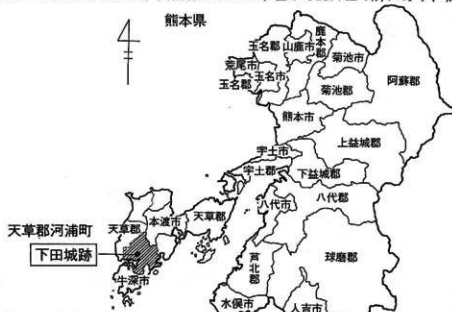 熊本県
玉名郡
山鹿市
鹿本郡
菊池市
阿蘇郡
荒尾市
玉名市
玉名郡
菊池郡
熊本市
上益城郡
宇土市
宇土郡
下益城郡
八代市
八代郡
天草郡河浦町
天草郡
本渡市
天草郡
下田城跡
牛深市
芦北郡
球磨郡
水俣市
人吉市